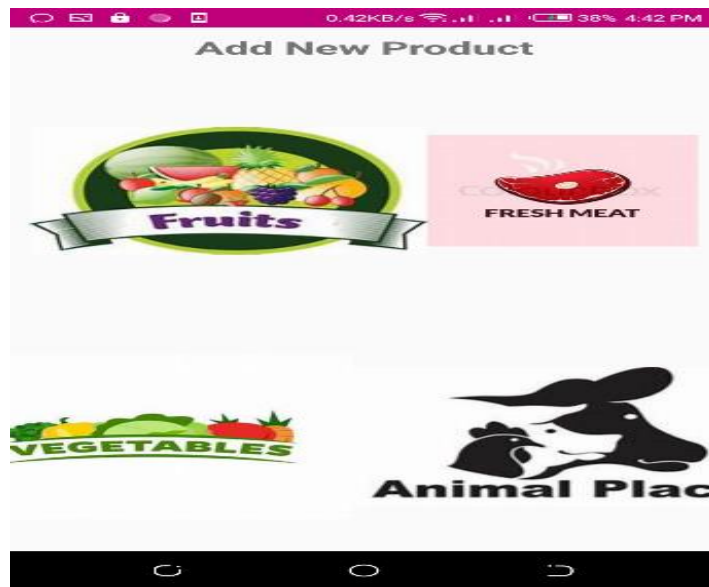 0.42KB/s 38% 4:42 PM
Add New Product
Fruits
FRESH MEAT
VEGETABLES
Animal Plac